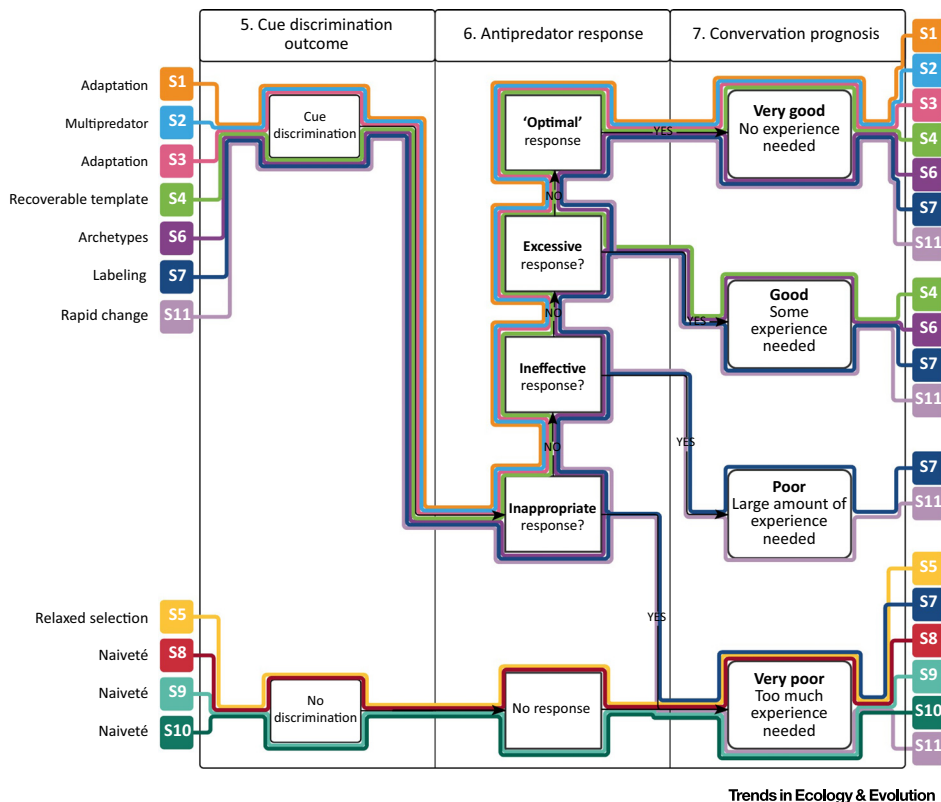 5. Cue discrimination
outcome
6. Antipredator response
7. Convervation prognosis
Adaptation
S1
Multipredator
S2
Adaptation
S3
Recoverable template
S4
Archetypes
S6
Labeling
S7
Rapid change
S11
Relaxed selection
S5
Naiveté
S8
Naiveté
S9
Naiveté
S10
Cue
discrimination
No
discrimination
'Optimal'
response
NO
Excessive
response?
NO
Ineffective
response?
NO
Inappropriate
response?
No response
YES
YES
YES
YES
Very good
No experience
needed
Good
Some
experience
needed
Poor
Large amount of
experience
needed
Very poor
Too much
experience
needed
S1
S2
S3
S4
S6
S7
S11
S4
S6
S7
S11
S7
S11
S5
S7
S8
S9
S10
S11
Trends in Ecology & Evolution